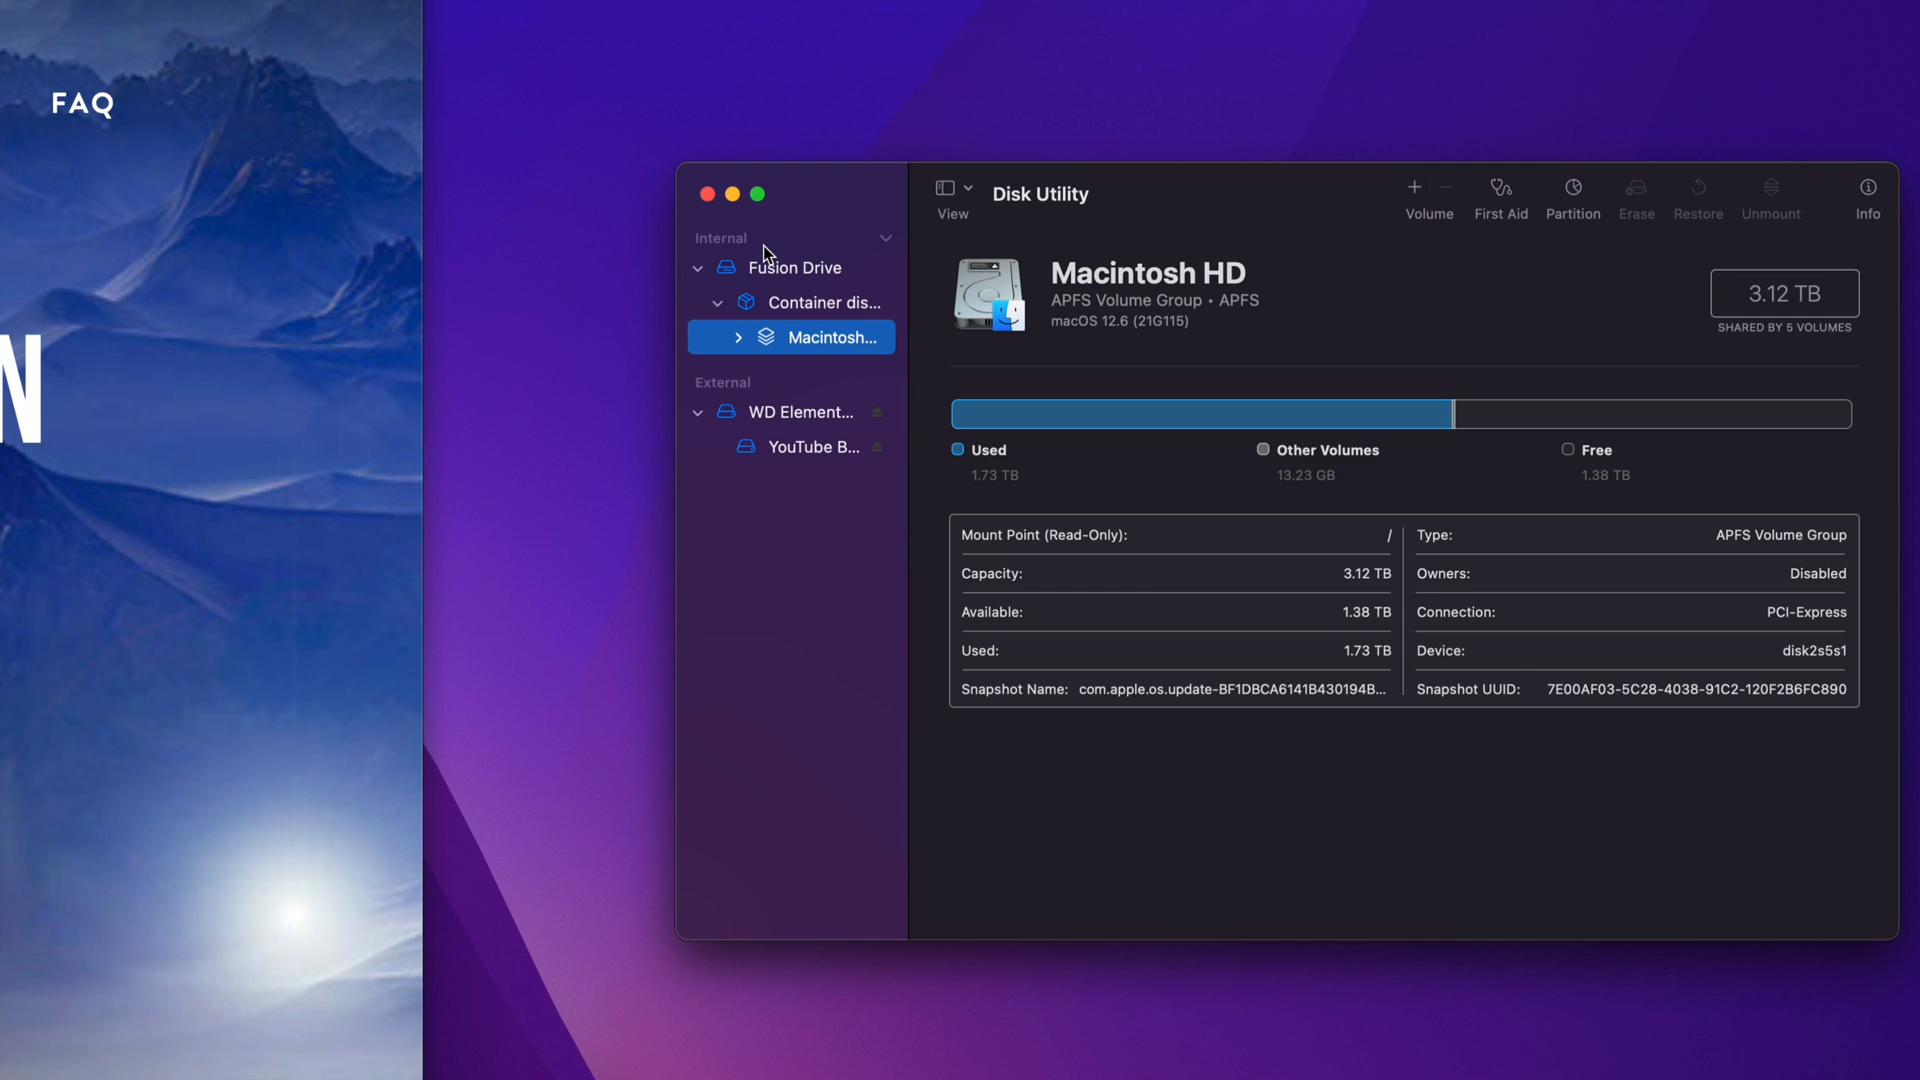 FAQ
N
Internal
Fusion Drive
Container dis...
Macintosh...
External
WD Element...
YouTube B...
View
Disk Utility
Volume
First Aid
Partition
Erase
Restore
Unmount
Info
Macintosh HD
APFS Volume Group • APFS
macOS 12.6 (21G115)
3.12 TB
SHARED BY 5 VOLUMES
Used
1.73 TB
Other Volumes
13.23 GB
Free
1.38 TB
Mount Point (Read-Only): /
Capacity: 3.12 TB
Available: 1.38 TB
Used: 1.73 TB
Snapshot Name: com.apple.os.update-BF1DBCA6141B430194B...
Type: APFS Volume Group
Owners: Disabled
Connection: PCI-Express
Device: disk2s5s1
Snapshot UUID: 7E00AF03-5C28-4038-91C2-120F2B6FC890